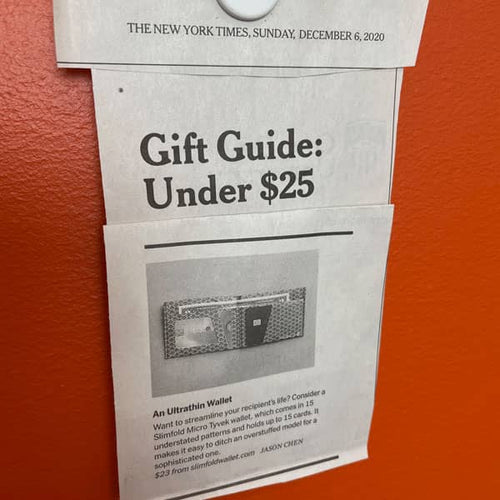 THE NEW YORK TIMES, SUNDAY, DECEMBER 6, 2020
Gift Guide:
Under $25
An Ultrathin Wallet
Want to streamline your recipient's life? Consider a
Slimfold Micro Tyvek wallet, which comes in 15
understated patterns and holds up to 15 cards. It
makes it easy to ditch an overstuffed model for a
sophisticated one.
$23 from slimfoldwallet.com JASON CHEN